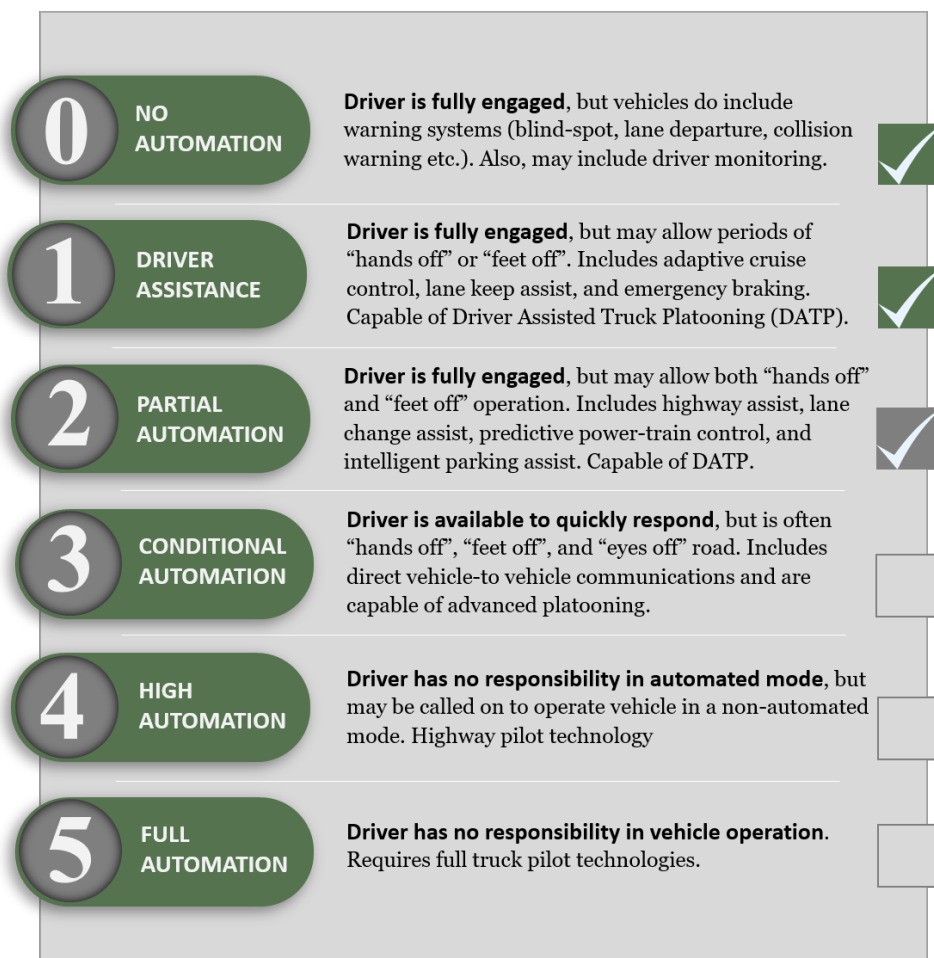 0
NO
AUTOMATION
Driver is fully engaged, but vehicles do include
warning systems (blind-spot, lane departure, collision
warning etc.). Also, may include driver monitoring.
1
DRIVER
ASSISTANCE
Driver is fully engaged, but may allow periods of
“hands off” or “feet off”. Includes adaptive cruise
control, lane keep assist, and emergency braking.
Capable of Driver Assisted Truck Platooning (DATP).
2
PARTIAL
AUTOMATION
Driver is fully engaged, but may allow both “hands off”
and “feet off” operation. Includes highway assist, lane
change assist, predictive power-train control, and
intelligent parking assist. Capable of DATP.
3
CONDITIONAL
AUTOMATION
Driver is available to quickly respond, but is often
“hands off”, “feet off”, and “eyes off” road. Includes
direct vehicle-to vehicle communications and are
capable of advanced platooning.
4
HIGH
AUTOMATION
Driver has no responsibility in automated mode, but
may be called on to operate vehicle in a non-automated
mode. Highway pilot technology
5
FULL
AUTOMATION
Driver has no responsibility in vehicle operation.
Requires full truck pilot technologies.